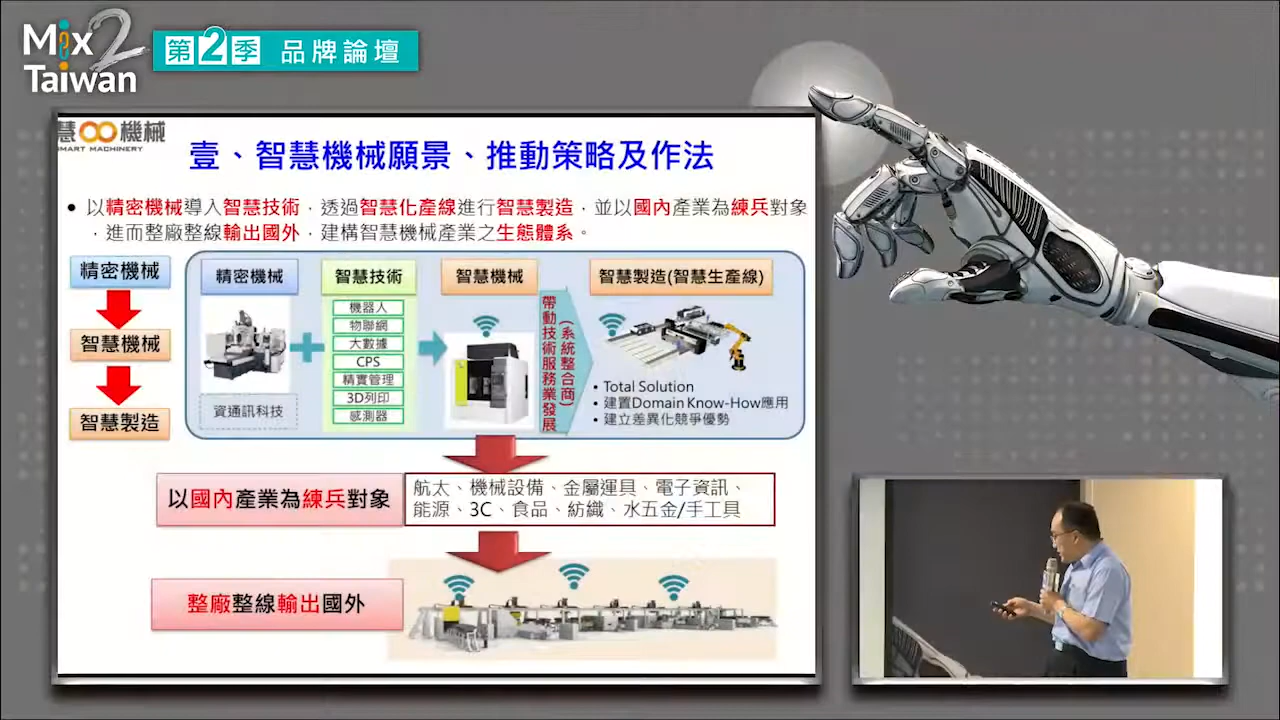 Mix 2
Taiwan
第2季 品牌論壇
慧 機械
SMART MACHINERY
壹、智慧機械願景、推動策略及作法
• 以精密機械導入智慧技術，透過智慧化產線進行智慧製造，並以國內產業為練兵對象
，進而整廠整線輸出國外，建構智慧機械產業之生態體系。
精密機械
智慧機械
智慧製造
精密機械
資通訊科技
智慧技術
機器人
物聯網
大數據
CPS
精實管理
3D列印
感測器
智慧機械
帶動技術服務業發展
(系統整合商)
智慧製造(智慧生產線)
• Total Solution
• 建置Domain Know-How應用
• 建立差異化競爭優勢
以國內產業為練兵對象
航太、機械設備、金屬運具、電子資訊、
能源、3C、食品、紡織、水五金/手工具
整廠整線輸出國外